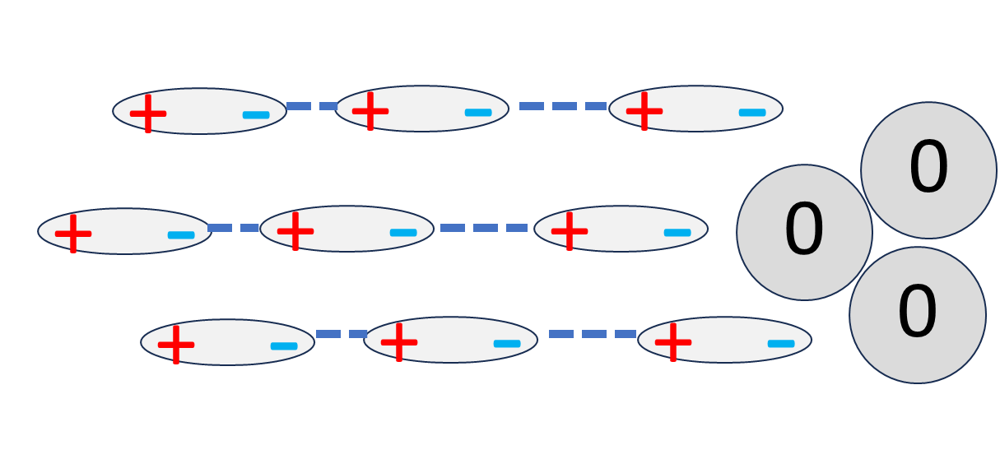 + - + - + -
0
+ - + - + -
0
+ - + - + -
0